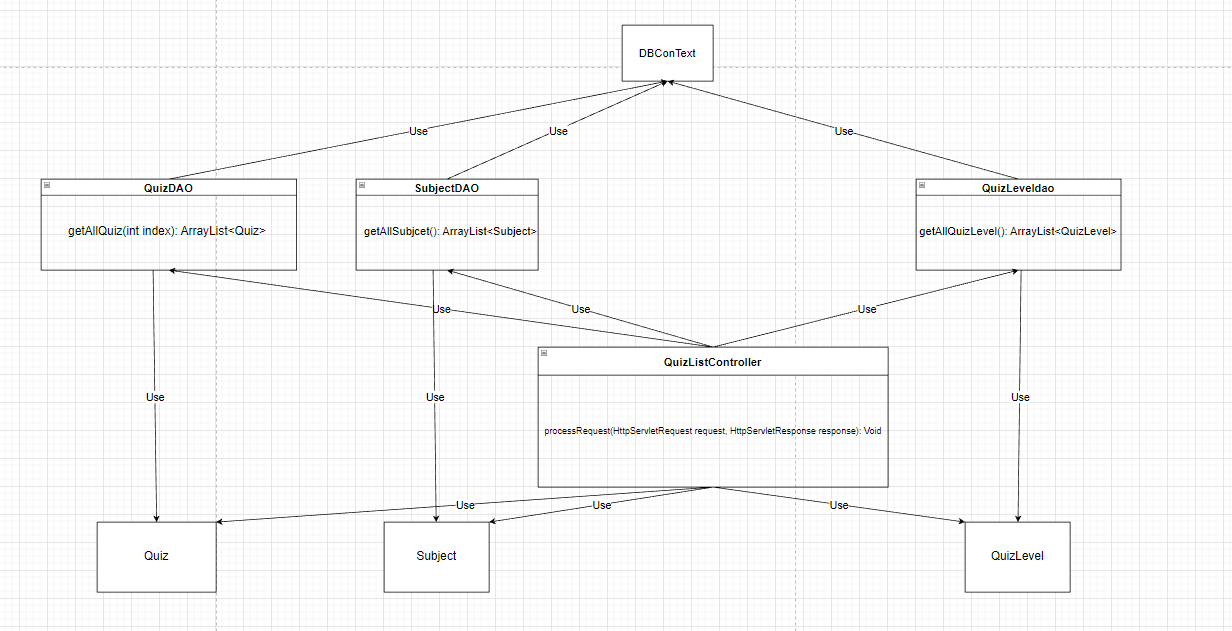 DBConText
Use
Use
Use
QuizDAO
SubjectDAO
QuizLeveldao
getAllQuiz(int index): ArrayList<Quiz>
getAllSubjcet(): ArrayList<Subject>
getAllQuizLevel(): ArrayList<QuizLevel>
Use
Use
Use
QuizListController
Use
Use
Use
processRequest(HttpServletRequest request, HttpServletResponse response): Void
Use
Use
Use
Quiz
Subject
QuizLevel